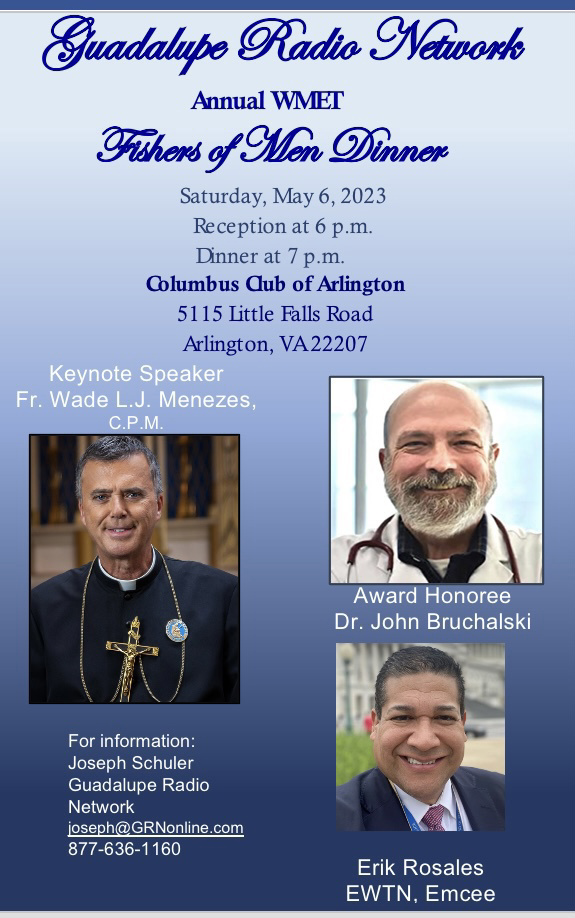 Guadalupe Radio Network
Annual WMET
Fishers of Men Dinner
Saturday, May 6, 2023
Reception at 6 p.m.
Dinner at 7 p.m.
Columbus Club of Arlington
5115 Little Falls Road
Arlington, VA 22207
Keynote Speaker
Fr. Wade L.J. Menezes,
C.P.M.
Award Honoree
Dr. John Bruchalski
For information:
Joseph Schuler
Guadalupe Radio
Network
joseph@GRNonline.com
877-636-1160
Erik Rosales
EWTN, Emcee